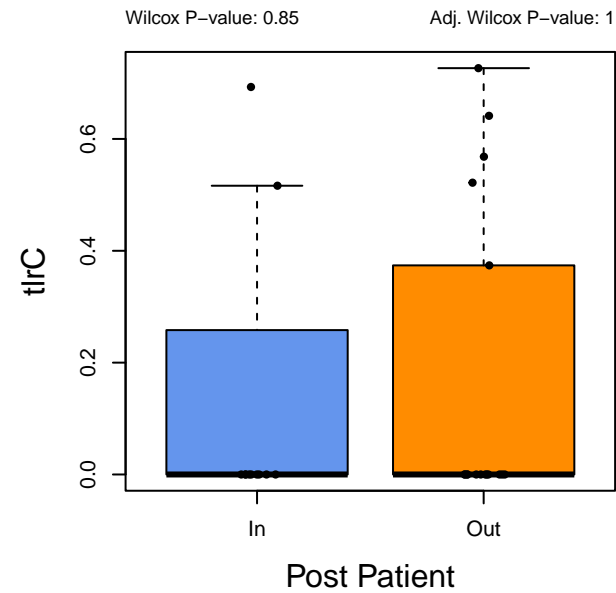 Wilcox P−value: 0.85 Adj. Wilcox P−value: 1
tlrC
0.6
0.4
0.2
0.0
In Out
Post Patient